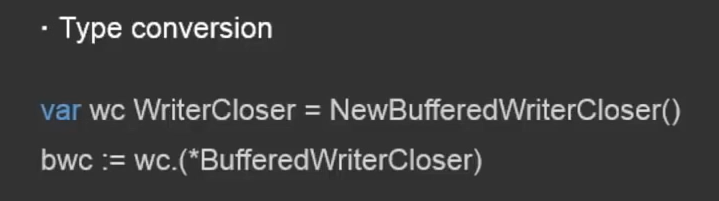 · Type conversion
var wc WriterCloser = NewBufferedWriterCloser()
bwc := wc.(*BufferedWriterCloser)